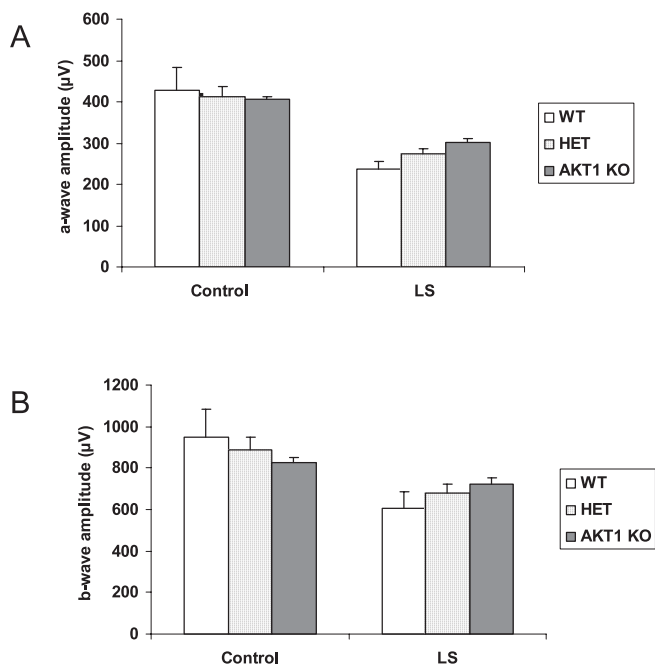 A
a-wave amplitude (µV)
600
500
400
300
200
100
0
Control
LS
WT
HET
AKT1 KO
B
b-wave amplitude (µV)
1200
1000
800
600
400
200
0
Control
LS
WT
HET
AKT1 KO